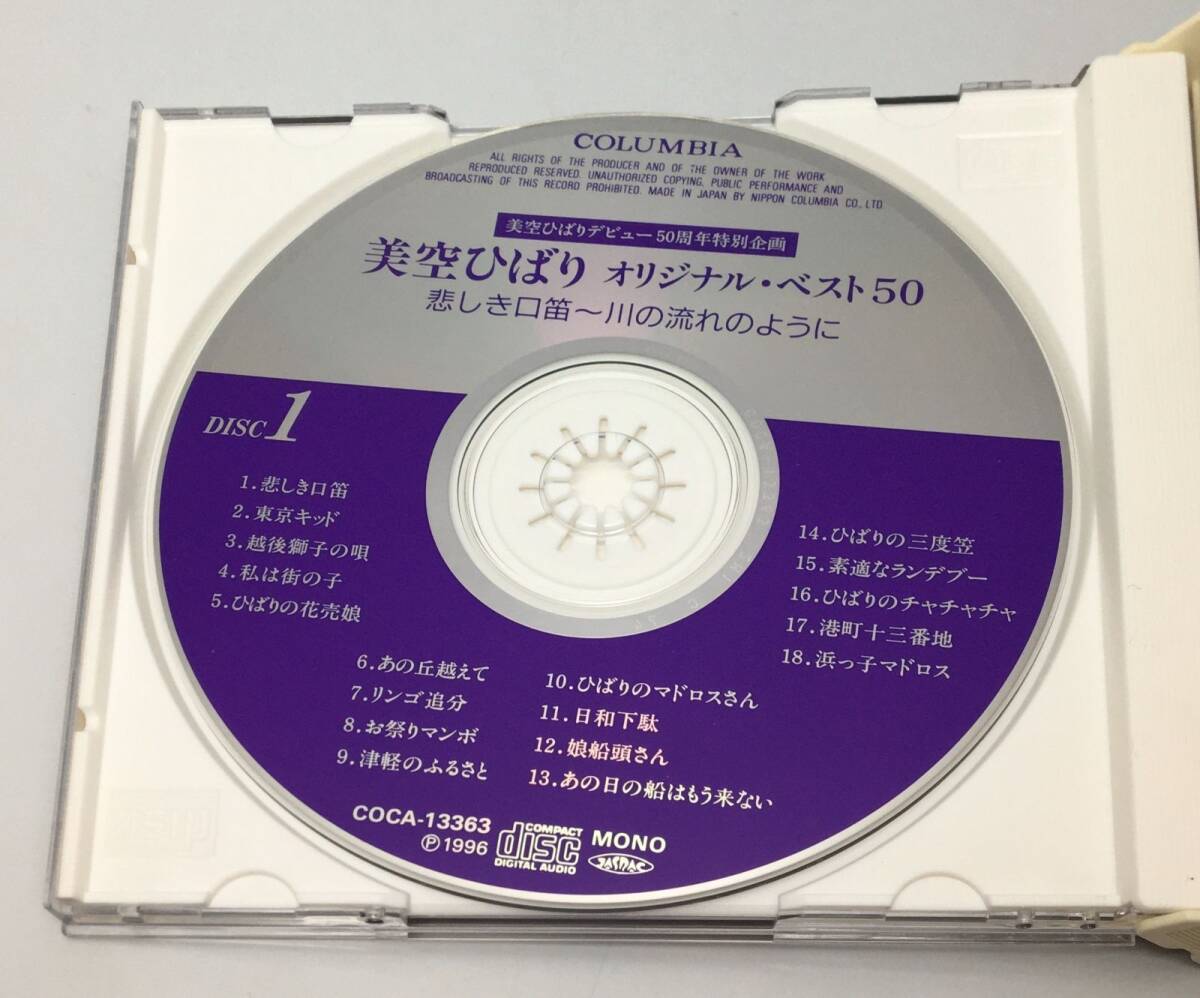 COLUMBIA
ALL RIGHTS OF THE PRODUCER AND OF THE OWNER OF THE WORK
REPRODUCED RESERVED. UNAUTHORIZED COPYING, PUBLIC PERFORMANCE AND
BROADCASTING OF THIS RECORD PROHIBITED. MADE IN JAPAN BY NIPPON COLUMBIA CO., LTD
美空ひばりデビュー50周年特別企画
美空ひばり オリジナル・ベスト50
悲しき口笛～川の流れのように
DISC 1
1.悲しき口笛
2.東京キッド
3.越後獅子の唄
4.私は街の子
5.ひばりの花売娘
6.あの丘越えて
7.リンゴ追分
8.お祭りマンボ
9.津軽のふるさと
10.ひばりのマドロスさん
11.日和下駄
12.娘船頭さん
13.あの日の船はもう来ない
14.ひばりの三度笠
15.素適なランデブー
16.ひばりのチャチャチャ
17.港町十三番地
18.浜っ子マドロス
COCA-13363
Ⓟ1996
COMPACT
disc
DIGITAL AUDIO
MONO
JASRAC